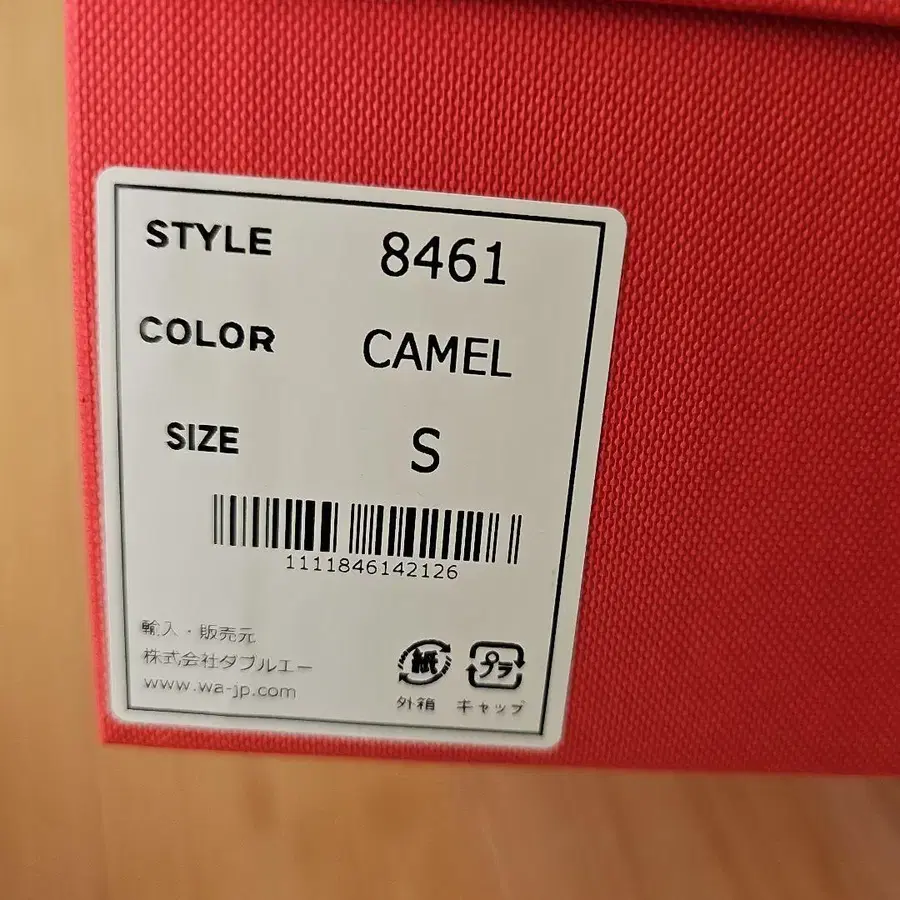 STYLE 8461
COLOR CAMEL
SIZE S
1111846142126
輸入・販売元
株式会社ダブルエー
www.wa-jp.com
紙 プラ
外箱 キャップ